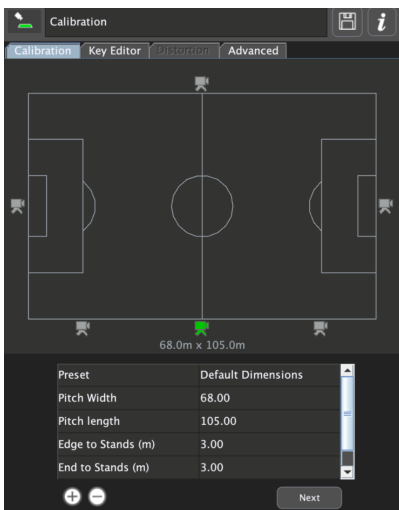 Calibration
Calibration Key Editor Distortion Advanced
68.0m x 105.0m
Preset Default Dimensions
Pitch Width 68.00
Pitch length 105.00
Edge to Stands (m) 3.00
End to Stands (m) 3.00
Next